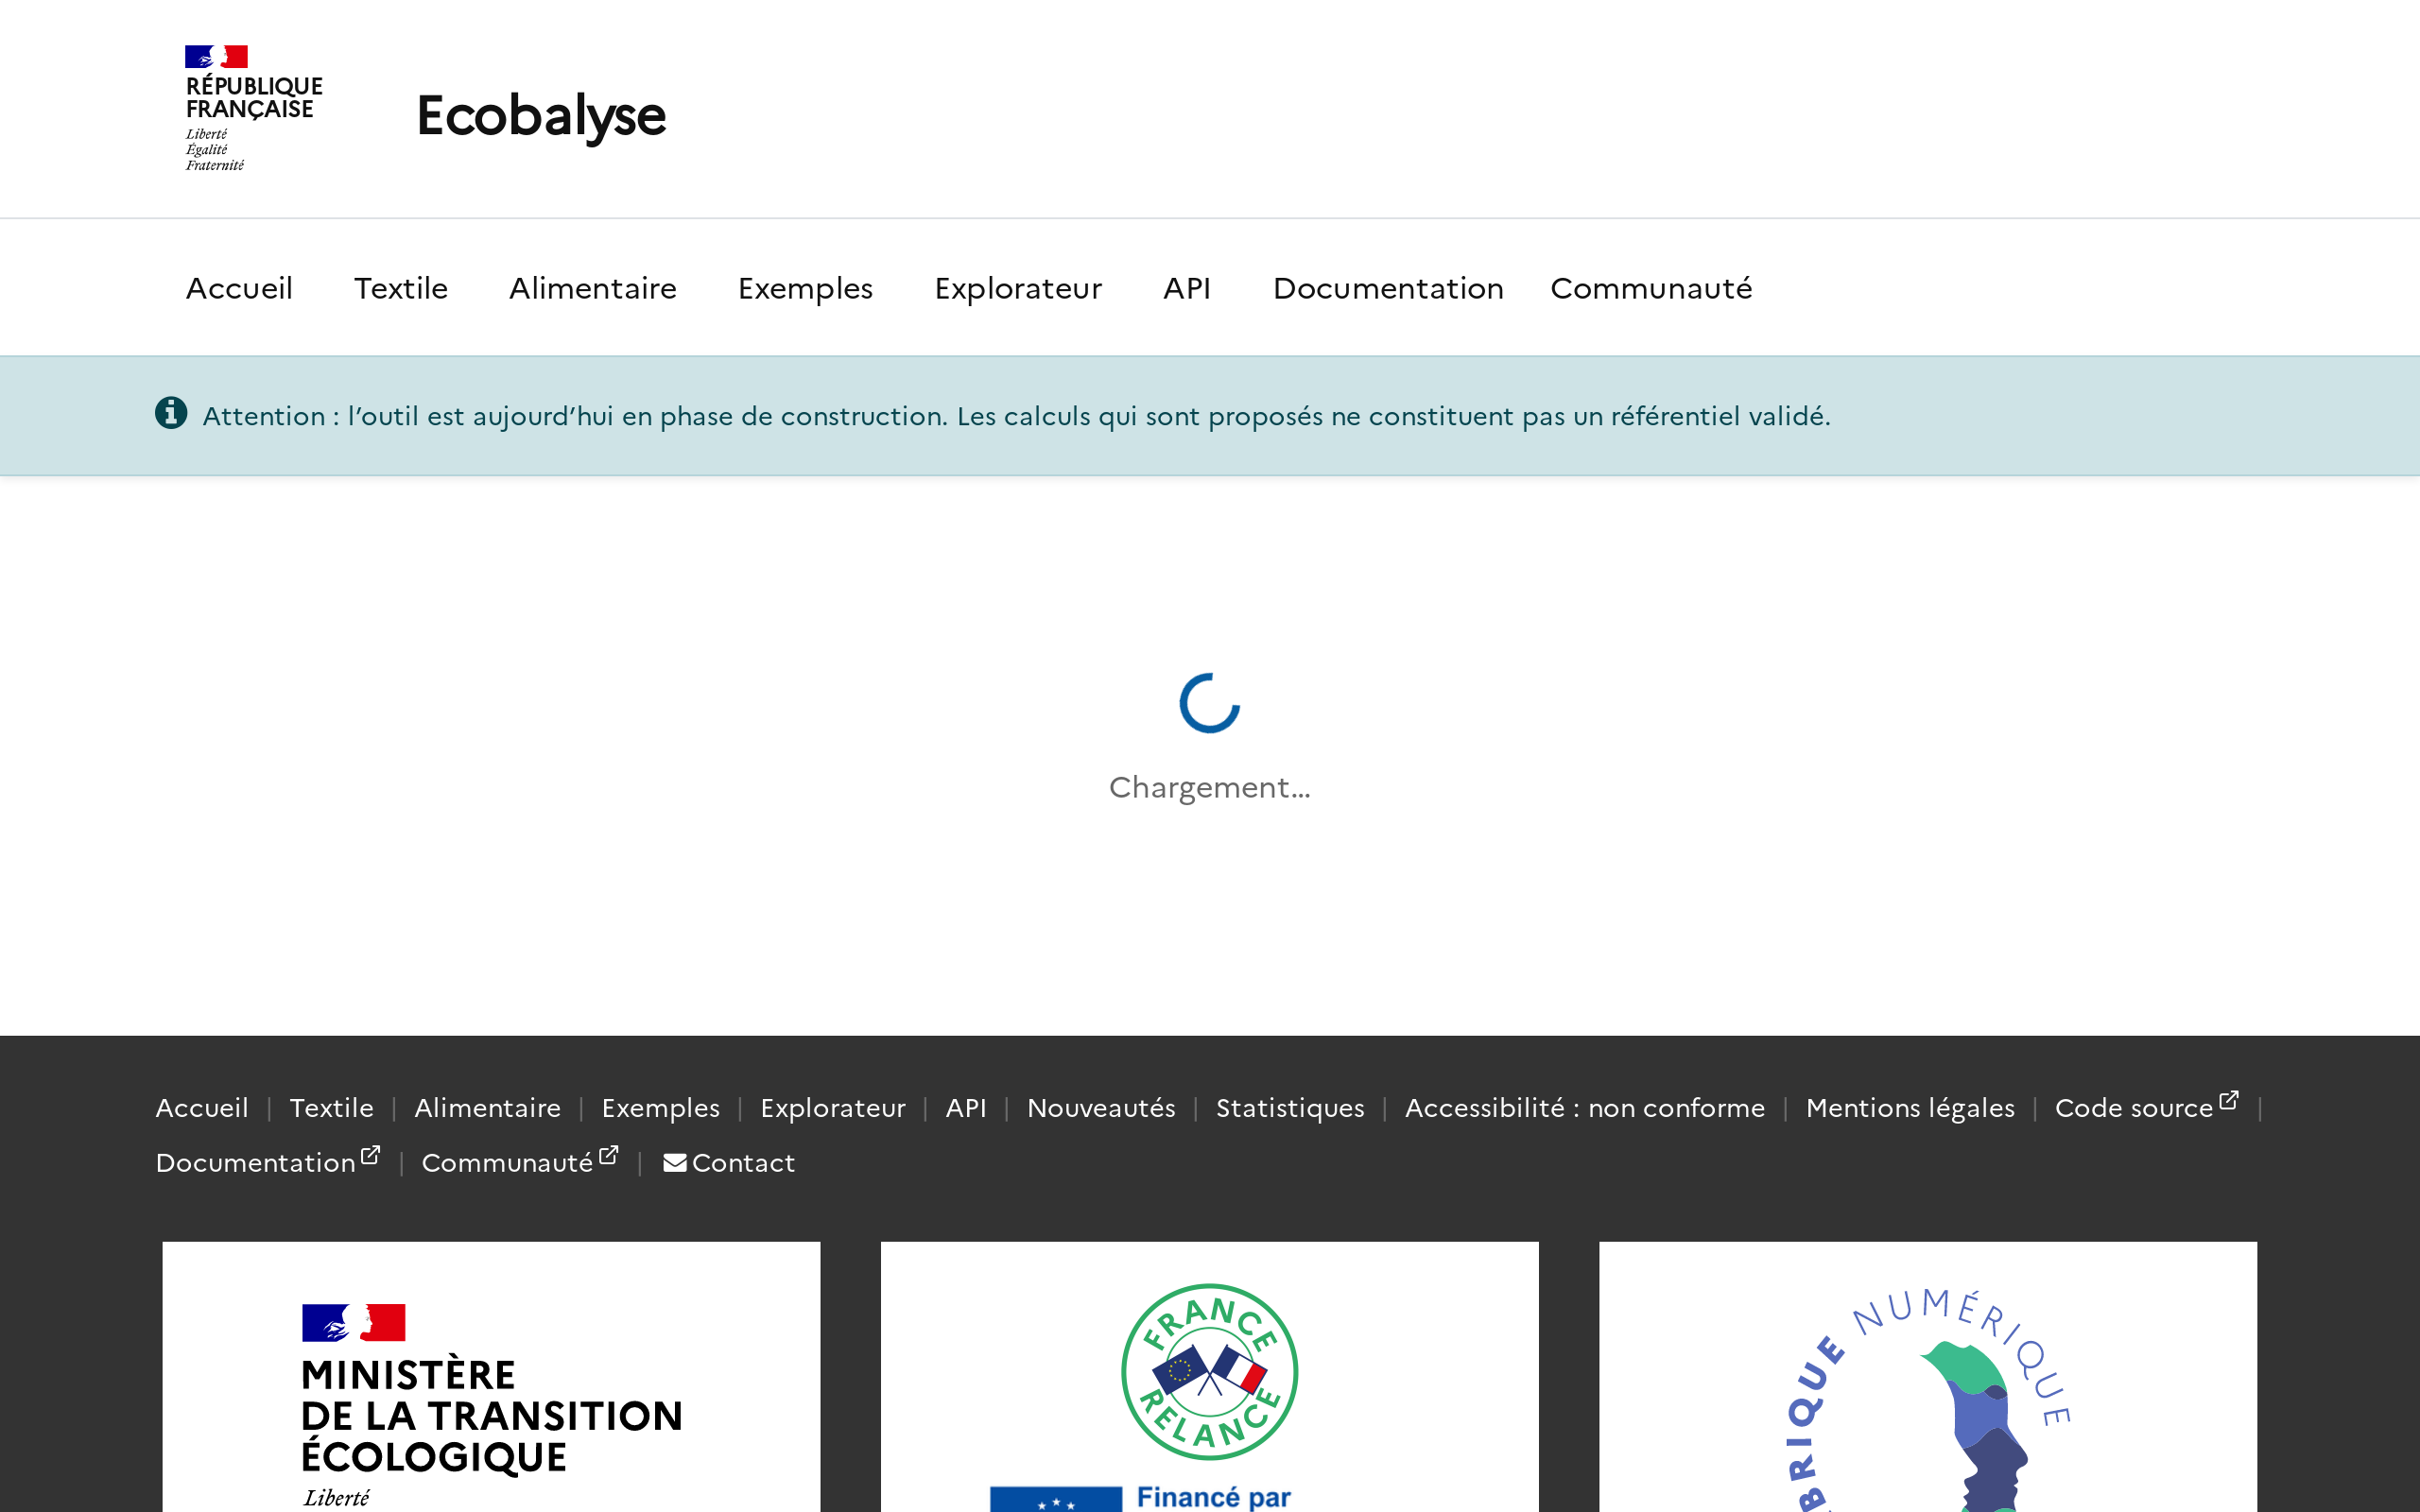 RÉPUBLIQUE
FRANÇAISE
Liberté
Égalité
Fraternité
Ecobalyse
Accueil Textile Alimentaire Exemples Explorateur API Documentation Communauté
Attention : l’outil est aujourd’hui en phase de construction. Les calculs qui sont proposés ne constituent pas un référentiel validé.
Chargement…
Accueil | Textile | Alimentaire | Exemples | Explorateur | API | Nouveautés | Statistiques | Accessibilité : non conforme | Mentions légales | Code source |
Documentation | Communauté | Contact
MINISTÈRE
DE LA TRANSITION
ÉCOLOGIQUE
Liberté
FRANCE
RELANCE
Financé par
BRIQUE NUMÉRIQUE